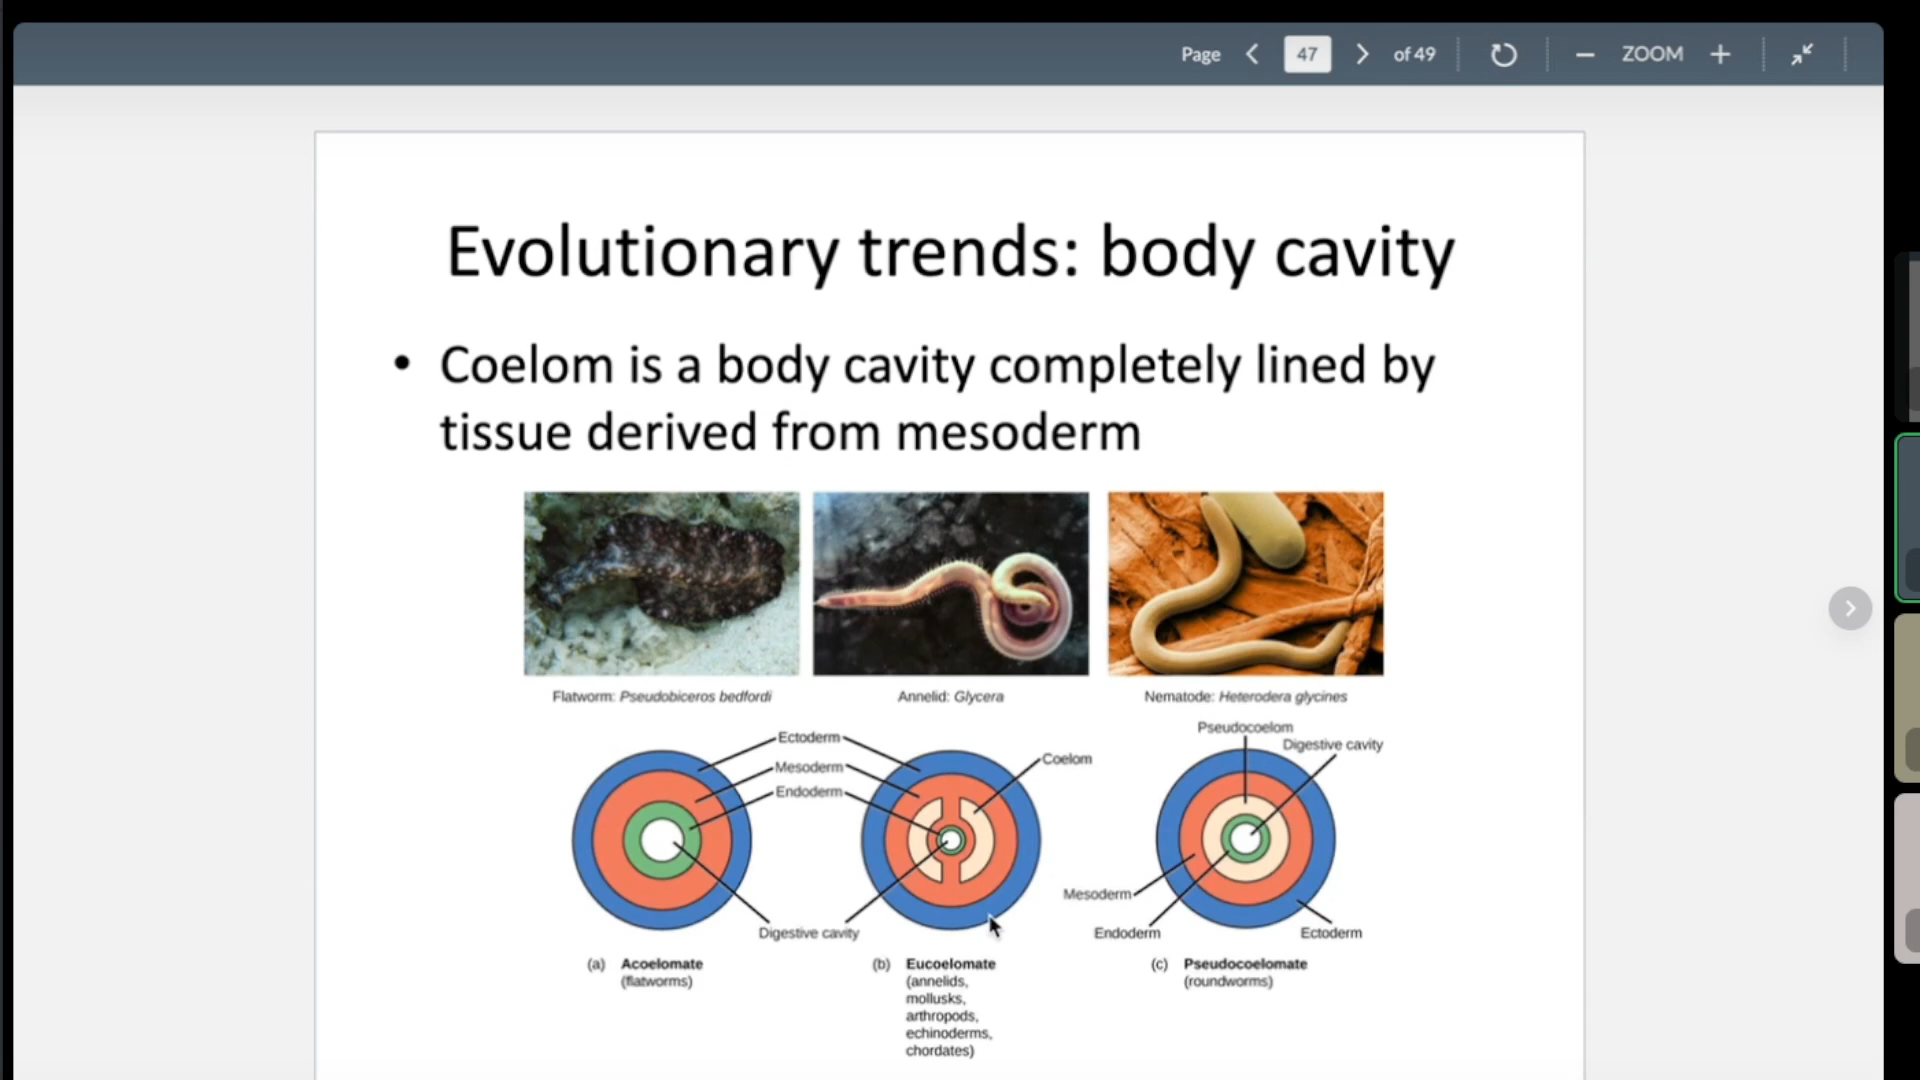 Page 47 of 49 ZOOM
Evolutionary trends: body cavity
• Coelom is a body cavity completely lined by
tissue derived from mesoderm
Flatworm: Pseudobiceros bedfordi
Annelid: Glycera
Nematode: Heterodera glycines
Ectoderm
Mesoderm
Endoderm
Digestive cavity
Coelom
Pseudocoelom
Digestive cavity
Mesoderm
Endoderm
Ectoderm
(a) Acoelomate
(flatworms)
(b) Eucoelomate
(annelids,
mollusks,
arthropods,
echinoderms,
chordates)
(c) Pseudocoelomate
(roundworms)